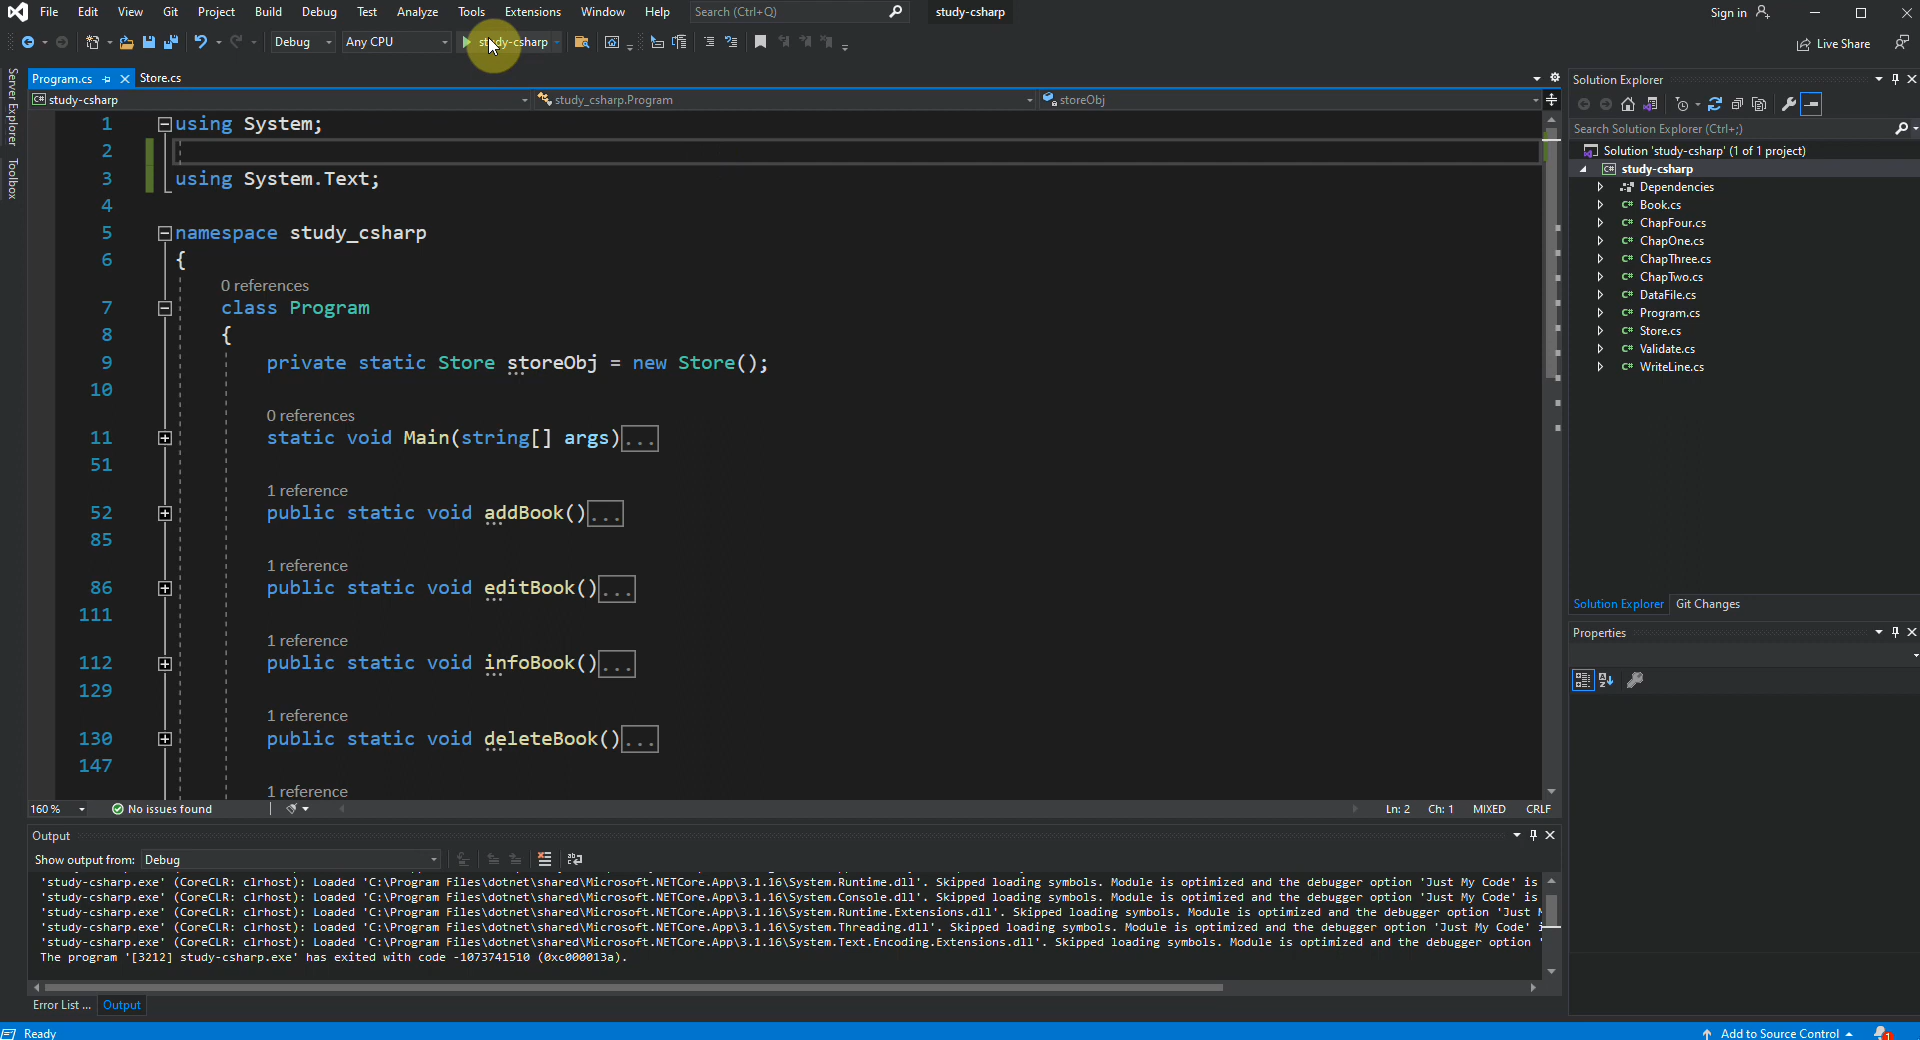 File Edit View Git Project Build Debug Test Analyze Tools Extensions Window Help Search (Ctrl+Q) study-csharp Sign in
Debug Any CPU study-csharp Live Share
Server Explorer
Toolbox
Program.cs Store.cs
study-csharp study_csharp.Program storeObj
1 using System;
2
3 using System.Text;
4
5 namespace study_csharp
6 {
0 references
7 class Program
8 {
9 private static Store storeObj = new Store();
10
0 references
11 static void Main(string[] args)...
51
1 reference
52 public static void addBook()...
85
1 reference
86 public static void editBook()...
111
1 reference
112 public static void infoBook()...
129
1 reference
130 public static void deleteBook()...
147
1 reference
160 % No issues found Ln: 2 Ch: 1 MIXED CRLF
Output
Show output from: Debug
'study-csharp.exe' (CoreCLR: clrhost): Loaded 'C:\Program Files\dotnet\shared\Microsoft.NETCore.App\3.1.16\System.Runtime.dll'. Skipped loading symbols. Module is optimized and the debugger option 'Just My Code' is
'study-csharp.exe' (CoreCLR: clrhost): Loaded 'C:\Program Files\dotnet\shared\Microsoft.NETCore.App\3.1.16\System.Console.dll'. Skipped loading symbols. Module is optimized and the debugger option 'Just My Code' is
'study-csharp.exe' (CoreCLR: clrhost): Loaded 'C:\Program Files\dotnet\shared\Microsoft.NETCore.App\3.1.16\System.Runtime.Extensions.dll'. Skipped loading symbols. Module is optimized and the debugger option 'Just
'study-csharp.exe' (CoreCLR: clrhost): Loaded 'C:\Program Files\dotnet\shared\Microsoft.NETCore.App\3.1.16\System.Threading.dll'. Skipped loading symbols. Module is optimized and the debugger option 'Just My Code'
'study-csharp.exe' (CoreCLR: clrhost): Loaded 'C:\Program Files\dotnet\shared\Microsoft.NETCore.App\3.1.16\System.Text.Encoding.Extensions.dll'. Skipped loading symbols. Module is optimized and the debugger option '
The program '[3212] study-csharp.exe' has exited with code -1073741510 (0xc000013a).
Error List ... Output
Solution Explorer
Search Solution Explorer (Ctrl+;)
Solution 'study-csharp' (1 of 1 project)
study-csharp
Dependencies
Book.cs
ChapFour.cs
ChapOne.cs
ChapThree.cs
ChapTwo.cs
DataFile.cs
Program.cs
Store.cs
Validate.cs
WriteLine.cs
Solution Explorer Git Changes
Properties
Ready Add to Source Control 1